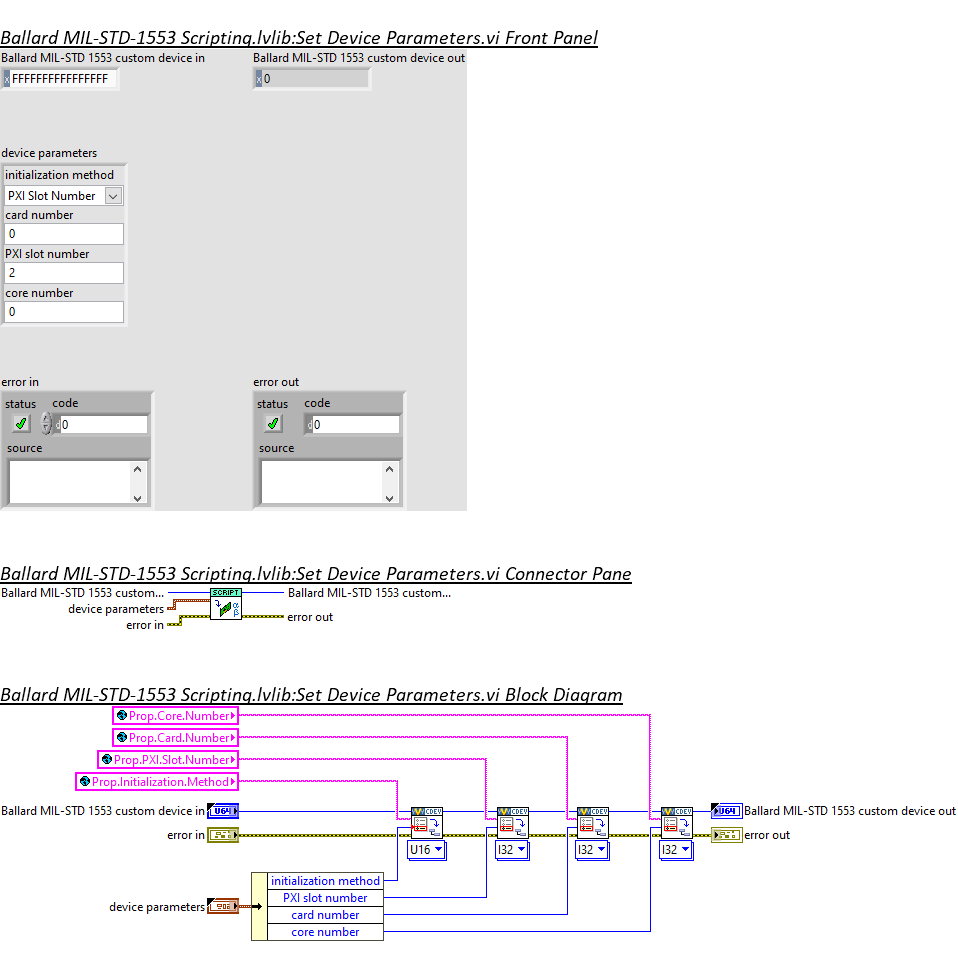 Ballard MIL-STD-1553 Scripting.lvlib:Set Device Parameters.vi Front Panel
Ballard MIL-STD 1553 custom device in
Ballard MIL-STD 1553 custom device out
x FFFFFFFFFFFFFFFF
x 0
device parameters
initialization method
PXI Slot Number
card number
0
PXI slot number
2
core number
0
error in
error out
status code
0
status code
0
source
source
Ballard MIL-STD-1553 Scripting.lvlib:Set Device Parameters.vi Connector Pane
Ballard MIL-STD 1553 custom...
SCRIPT
Ballard MIL-STD 1553 custom...
device parameters
error in
error out
Ballard MIL-STD-1553 Scripting.lvlib:Set Device Parameters.vi Block Diagram
Prop.Core.Number
Prop.Card.Number
Prop.PXI.Slot.Number
Prop.Initialization.Method
Ballard MIL-STD 1553 custom device in
U64
CDEV
CDEV
CDEV
CDEV
U64
Ballard MIL-STD 1553 custom device out
error in
error out
U16
I32
I32
I32
initialization method
PXI slot number
card number
core number
device parameters